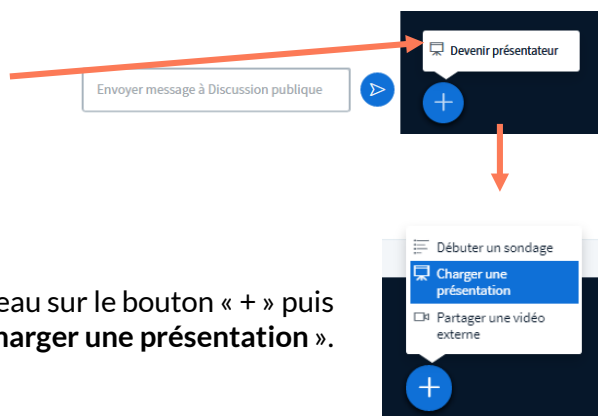 Devenir présentateur
Envoyer message à Discussion publique
Débuter un sondage
Charger une
présentation
Partager une vidéo
externe
eau sur le bouton « + » puis
harger une présentation ».